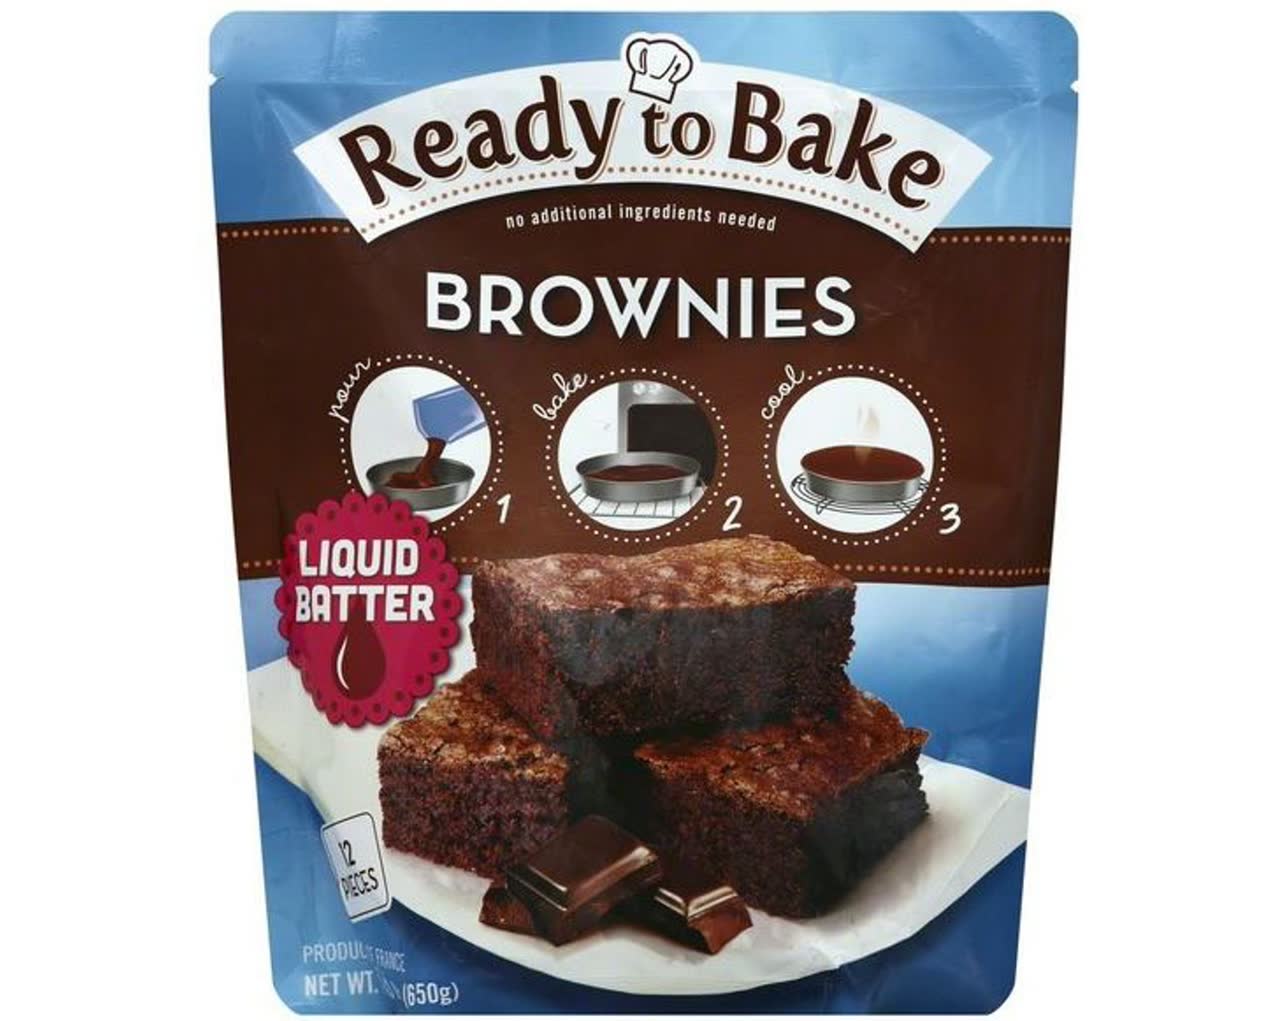 Ready to Bake
no additional ingredients needed
BROWNIES
pour
bake
cool
1
2
3
LIQUID
BATTER
12
PIECES
FRANCE
NET WT. (650g)